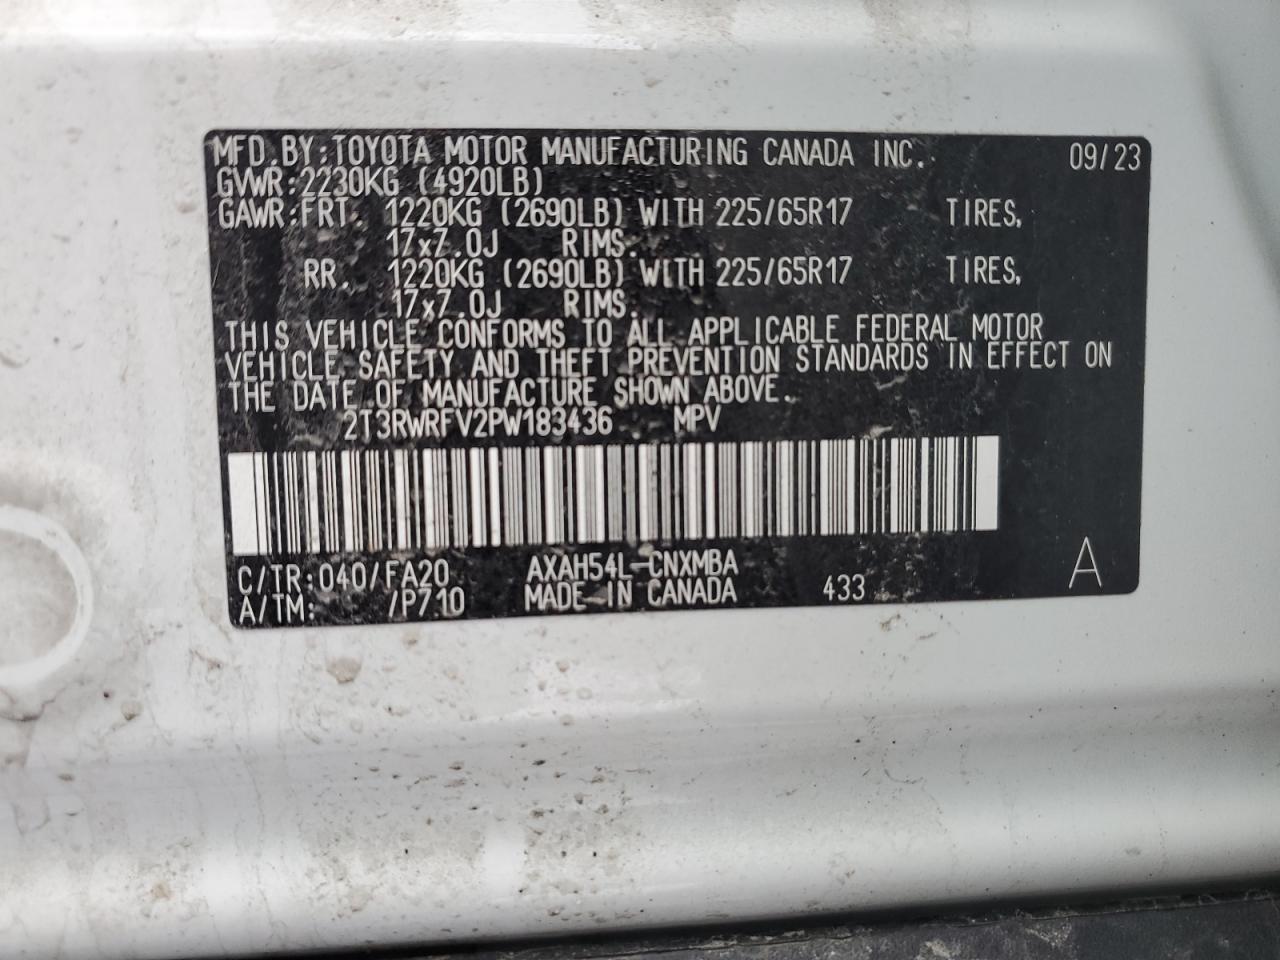 MFD.BY:TOYOTA MOTOR MANUFACTURING CANADA INC. 09/23
GVWR:2230KG (4920LB)
GAWR:FRT. 1220KG (2690LB) WITH 225/65R17 TIRES,
17x7.0J RIMS.
RR. 1220KG (2690LB) WITH 225/65R17 TIRES,
17x7.0J RIMS.
THIS VEHICLE CONFORMS TO ALL APPLICABLE FEDERAL MOTOR
VEHICLE SAFETY AND THEFT PREVENTION STANDARDS IN EFFECT ON
THE DATE OF MANUFACTURE SHOWN ABOVE.
2T3RWRFV2PW183436 MPV
C/TR:040/FA20 AXAH54L-CNXMBA
A/TM: /P710 MADE IN CANADA 433 A